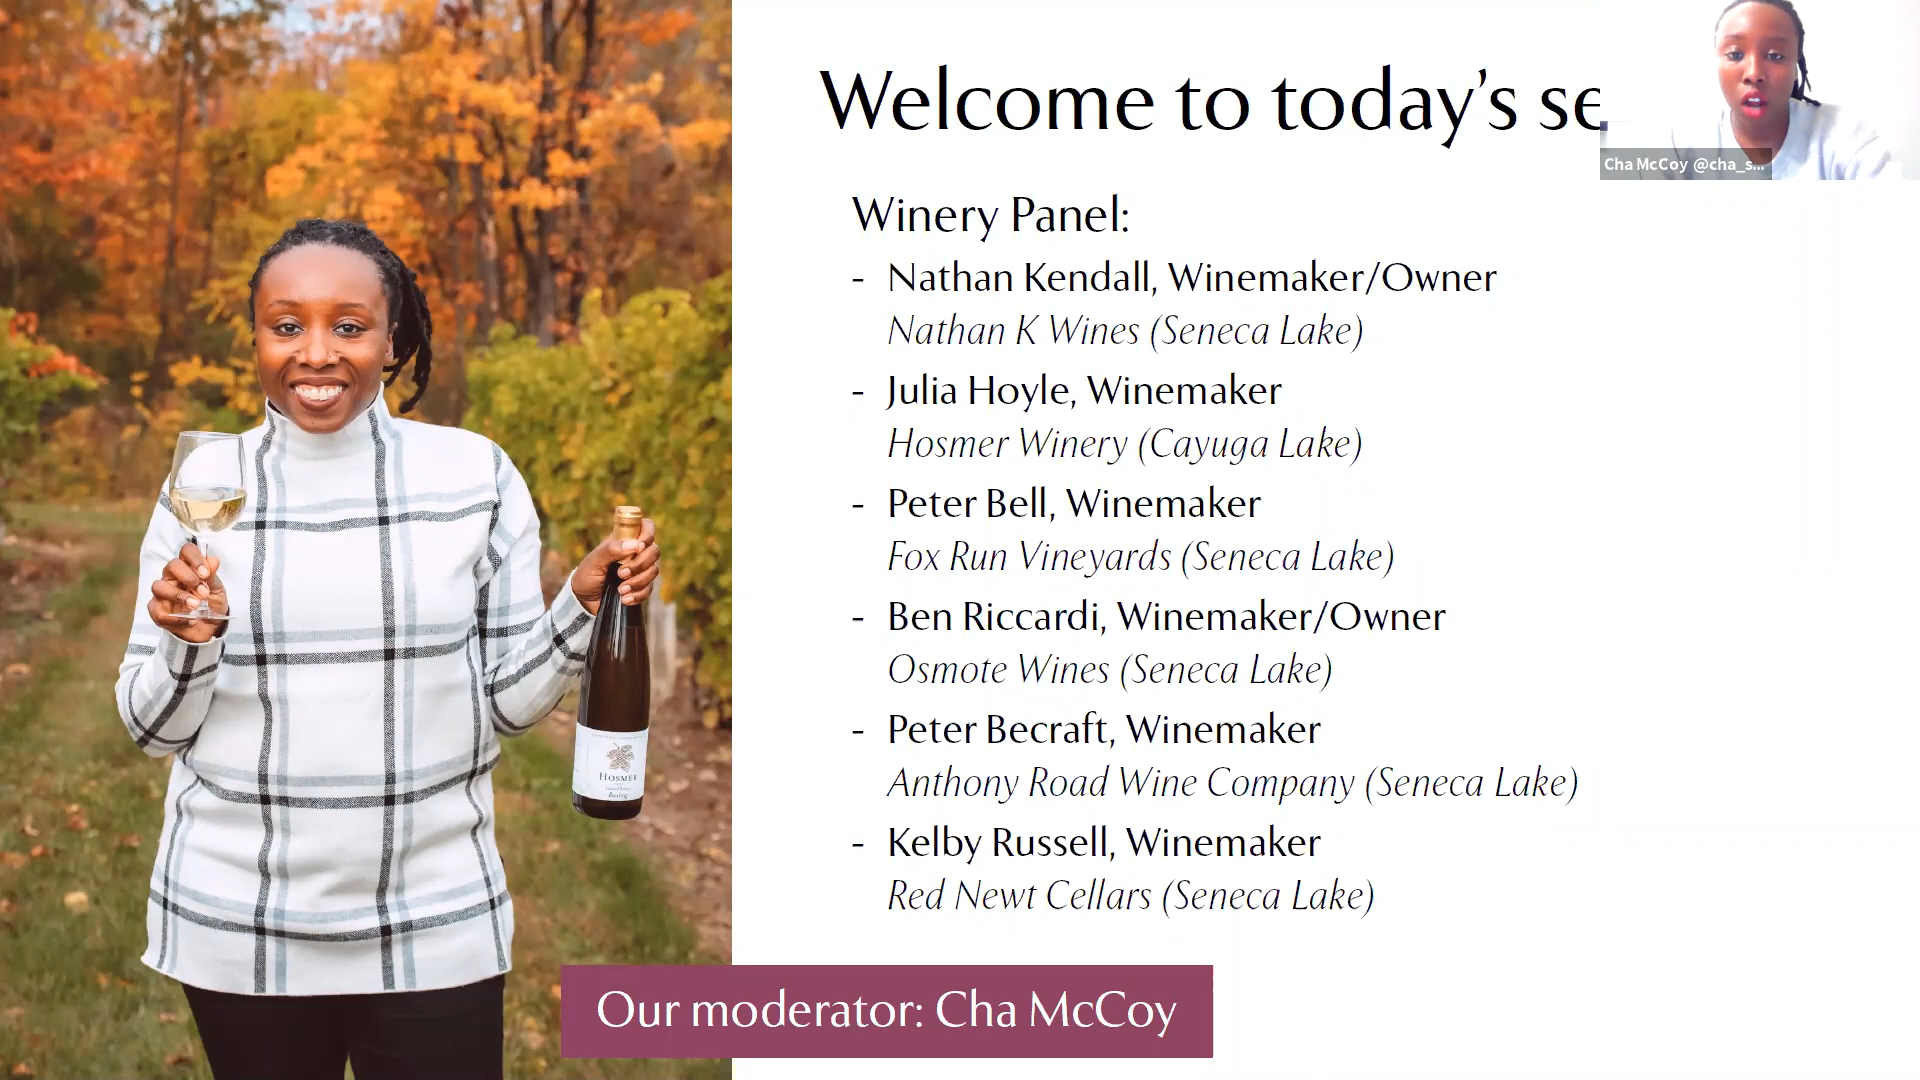 Welcome to today's se
Cha McCoy @cha_s...
Winery Panel:
- Nathan Kendall, Winemaker/Owner
Nathan K Wines (Seneca Lake)
- Julia Hoyle, Winemaker
Hosmer Winery (Cayuga Lake)
- Peter Bell, Winemaker
Fox Run Vineyards (Seneca Lake)
- Ben Riccardi, Winemaker/Owner
Osmote Wines (Seneca Lake)
- Peter Becraft, Winemaker
Anthony Road Wine Company (Seneca Lake)
- Kelby Russell, Winemaker
Red Newt Cellars (Seneca Lake)
HOSMER
Riesling
Our moderator: Cha McCoy